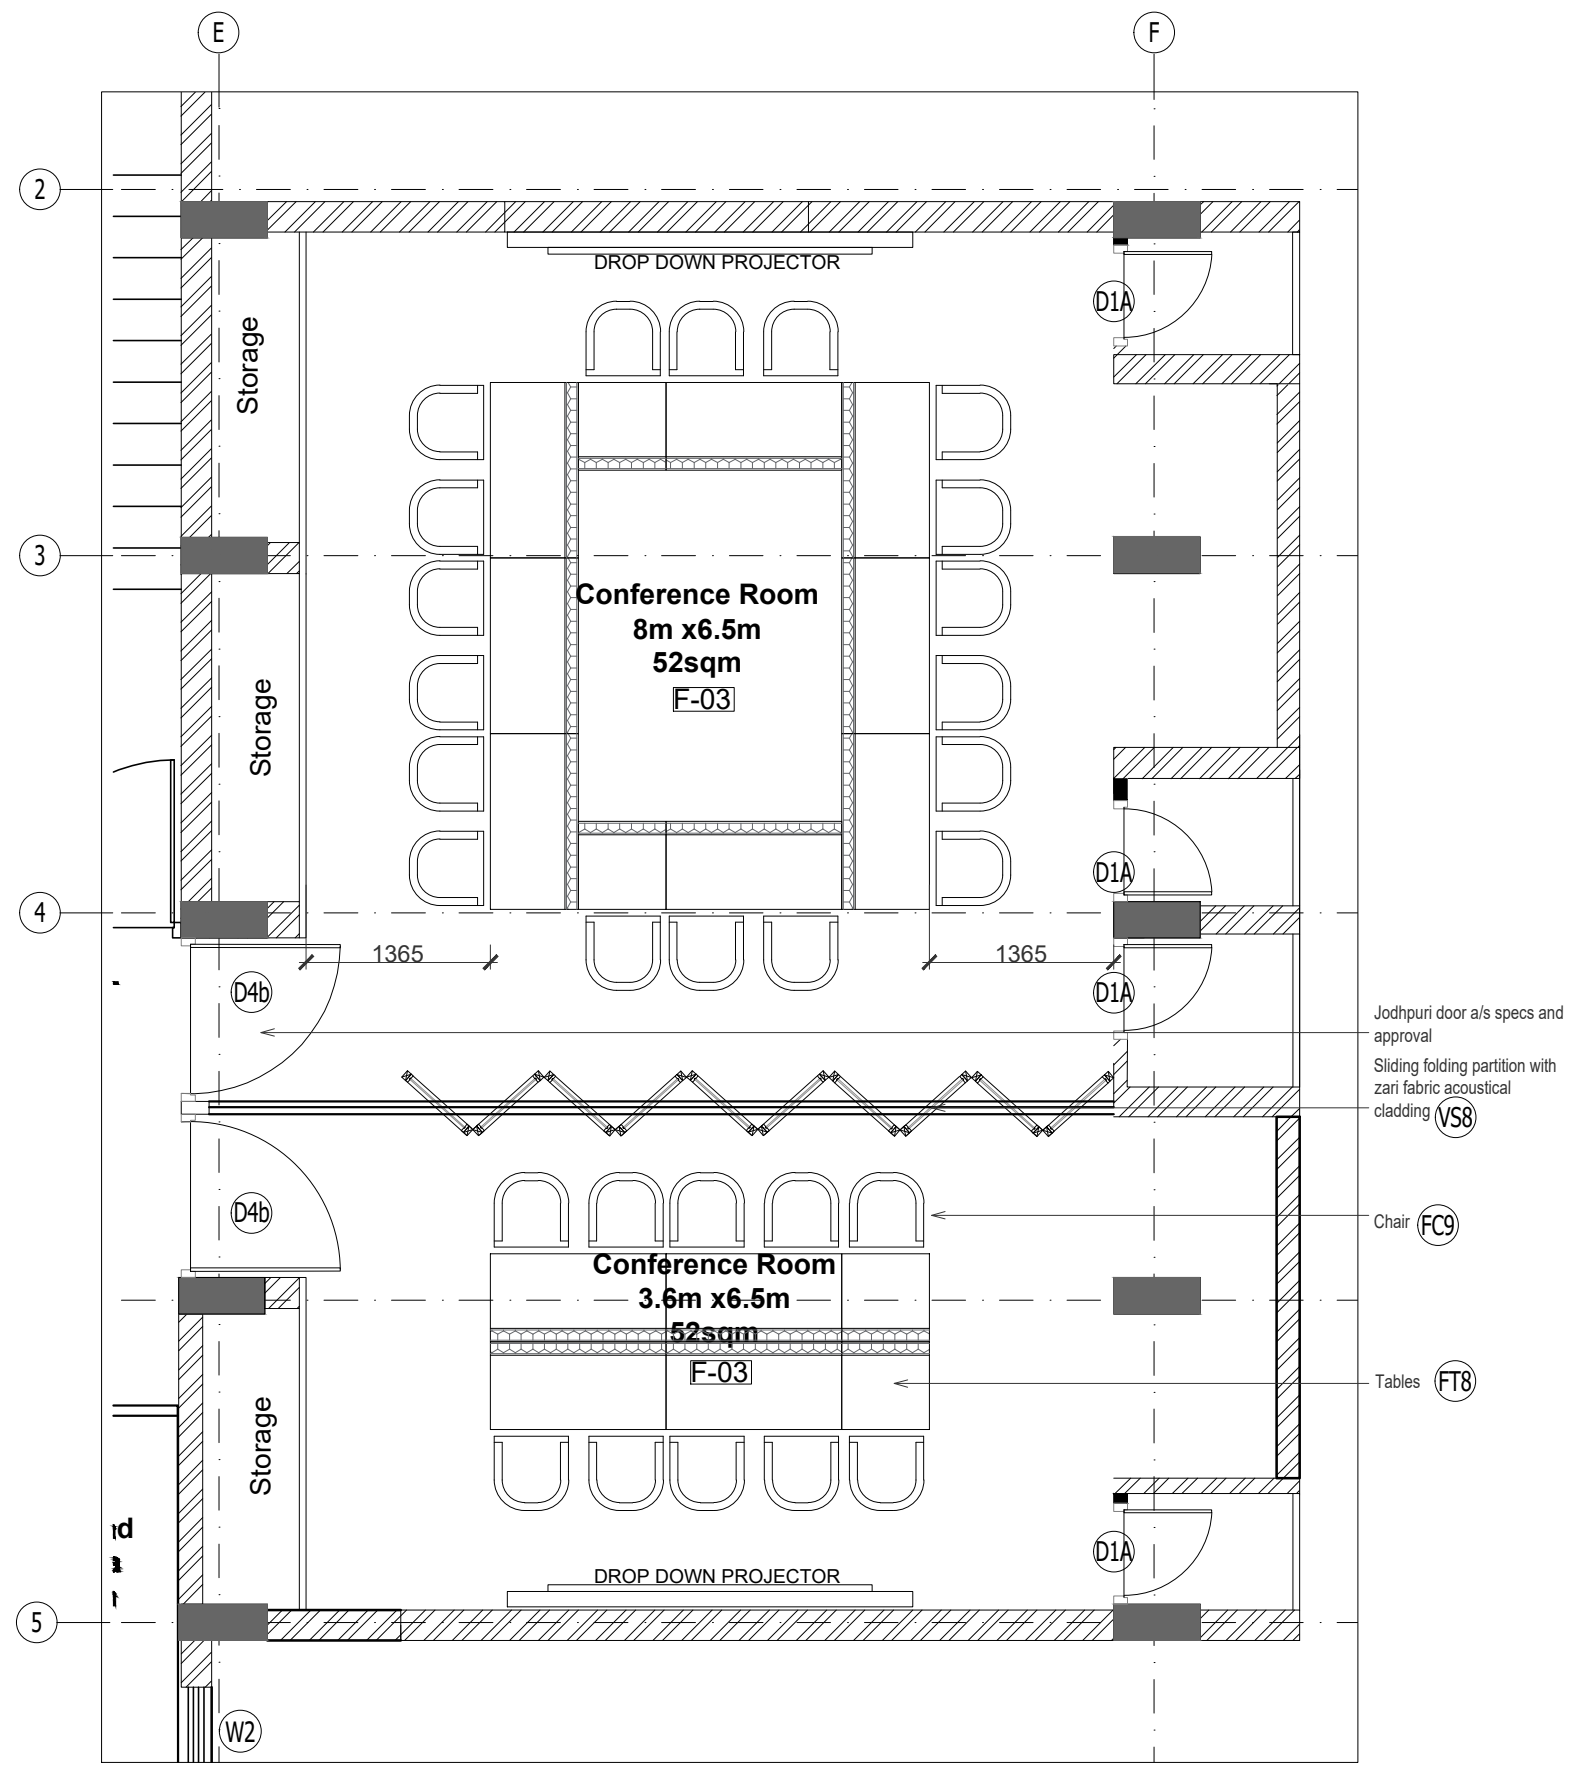 E
F
2
DROP DOWN PROJECTOR
D1A
Storage
3
Conference Room
8m x6.5m
52sqm
F-03
Storage
D1A
4
1365
1365
D4b
D1A
Jodhpuri door a/s specs and
approval
Sliding folding partition with
zari fabric acoustical
cladding VS8
D4b
Chair FC9
Conference Room
3.6m x6.5m
52sqm
F-03
Tables FT8
Storage
d
D1A
DROP DOWN PROJECTOR
5
W2